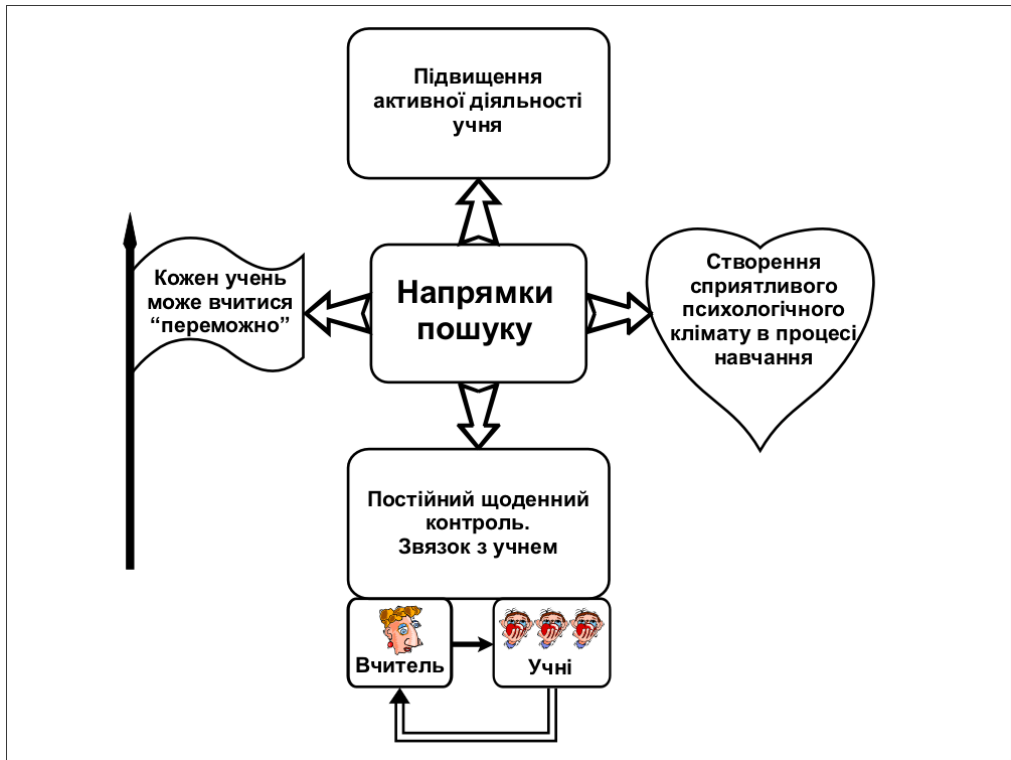 Підвищення
активної діяльності
учня
Кожен учень
може вчитися
“переможно”
Напрямки
пошуку
Створення
сприятливого
психологічного
клімату в процесі
навчання
Постійний щоденний
контроль.
Звязок з учнем
Вчитель
Учні